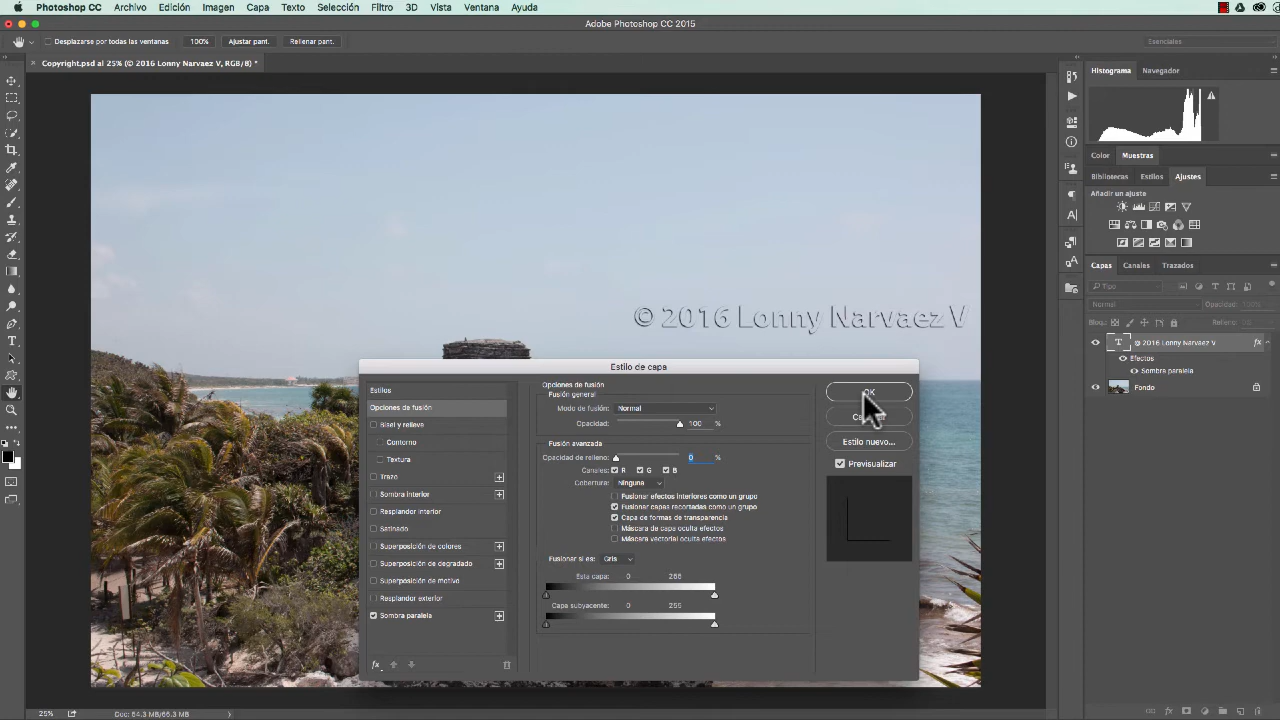 Photoshop CC Archivo Edición Imagen Capa Texto Selección Filtro 3D Vista Ventana Ayuda
Adobe Photoshop CC 2015
Desplazarse por todas las ventanas 100% Ajustar pant. Rellenar pant. Esenciales
Copyright.psd al 25% (© 2016 Lonny Narvaez V, RGB/8) *
Histograma Navegador
Color Muestras
Bibliotecas Estilos Ajustes
Añadir un ajuste
Capas Canales Trazados
Tipo
Normal Opacidad: 100%
Bloq.: Relleno:
T © 2016 Lonny Narvaez V fx
Efectos
Sombra paralela
Fondo
© 2016 Lonny Narvaez V
Estilo de capa
Estilos
Opciones de fusión
Bisel y relieve
Contorno
Textura
Trazo
Sombra interior
Resplandor interior
Satinado
Superposición de colores
Superposición de degradado
Superposición de motivo
Resplandor exterior
Sombra paralela
fx
Opciones de fusión
Fusión general
Modo de fusión: Normal
Opacidad: 100 %
Fusión avanzada
Opacidad de relleno: 0 %
Canales: R G B
Cobertura: Ninguna
Fusionar efectos interiores como un grupo
Fusionar capas recortadas como un grupo
Capa de formas de transparencia
Máscara de capa oculta efectos
Máscara vectorial oculta efectos
Fusionar si es: Gris
Esta capa: 0 255
Capa subyacente: 0 255
OK
Estilo nuevo...
Previsualizar
25% Doc: 54.3 MB/65.3 MB